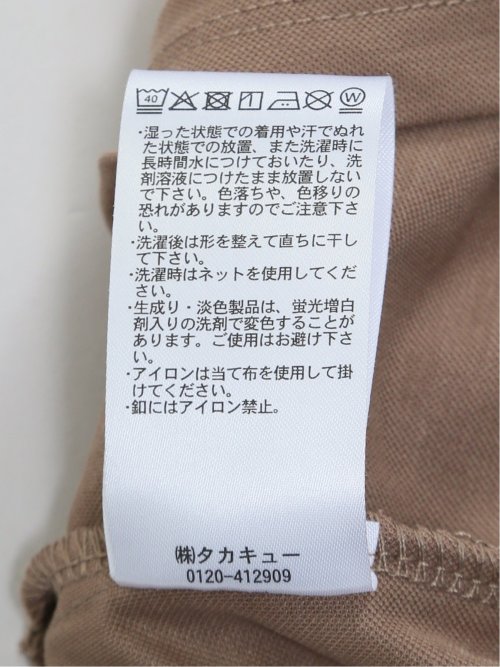 40 W
・湿った状態での着用や汗でぬれ
た状態での放置、また洗濯時に
長時間水につけておいたり、洗
剤溶液につけたまま放置しない
で下さい。色落ちや、色移りの
恐れがありますのでご注意下さ
い。
・洗濯後は形を整えて直ちに干し
て下さい。
・洗濯時はネットを使用してくだ
さい。
・生成り・淡色製品は、蛍光増白
剤入りの洗剤で変色することが
あります。ご使用はお避け下さ
い。
・アイロンは当て布を使用して掛
けてください。
・釦にはアイロン禁止。
㈱タカキュー
0120-412909